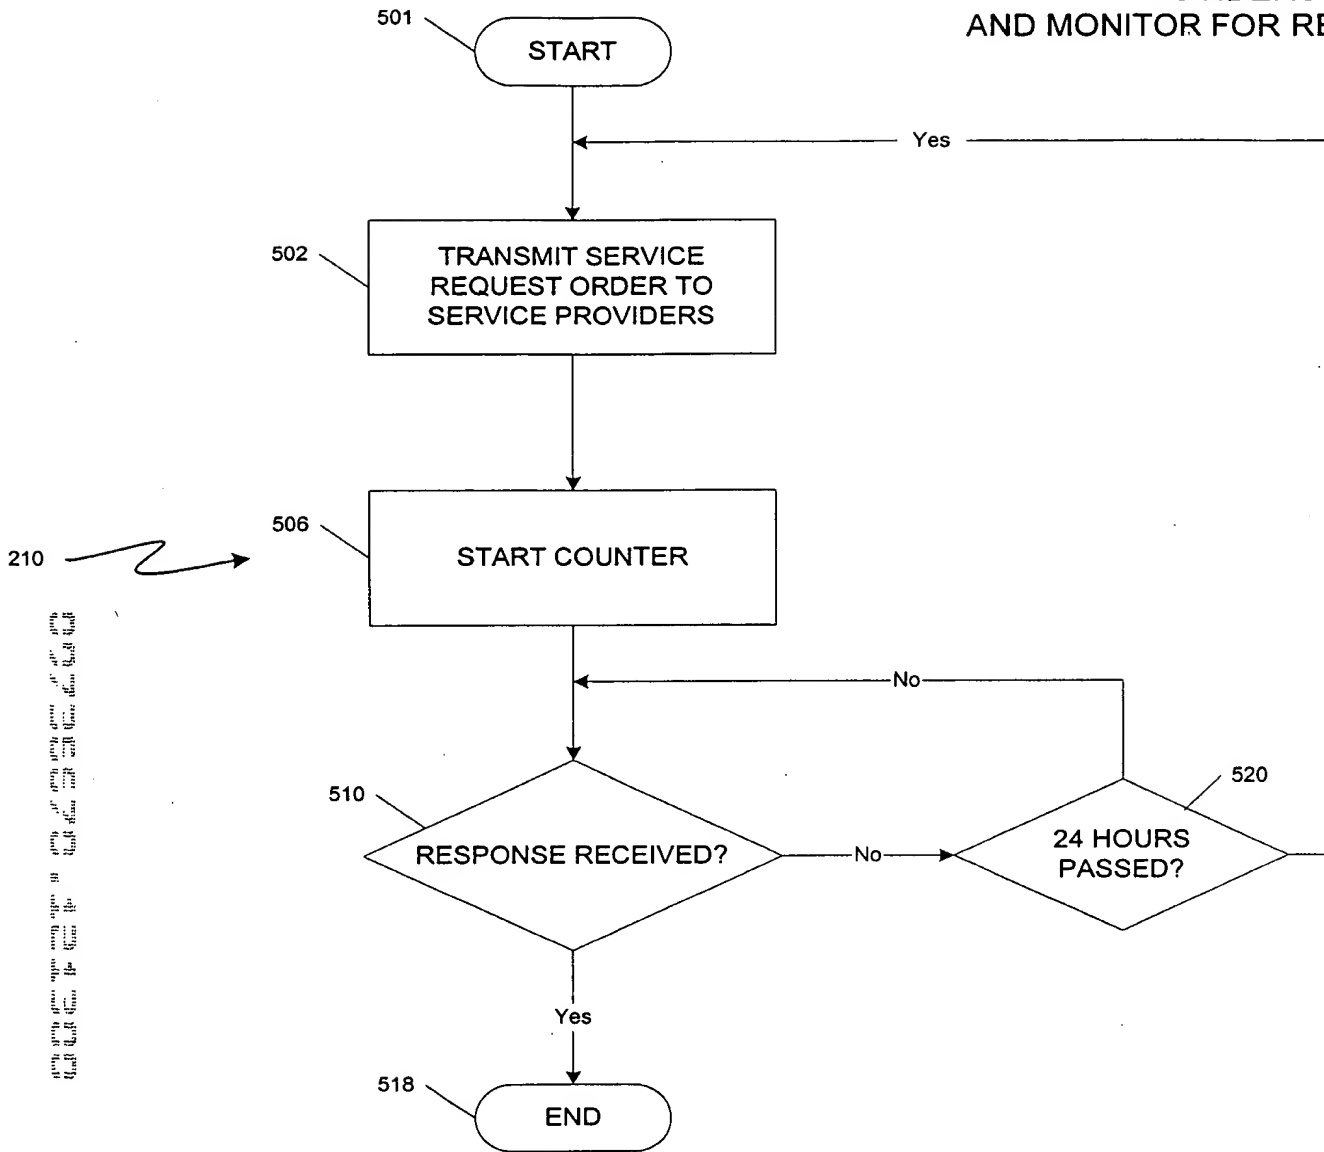 501
START
AND MONITOR FOR RE
Yes
502
TRANSMIT SERVICE
REQUEST ORDER TO
SERVICE PROVIDERS
506
START COUNTER
210
No
510
RESPONSE RECEIVED?
No
520
24 HOURS
PASSED?
Yes
518
END